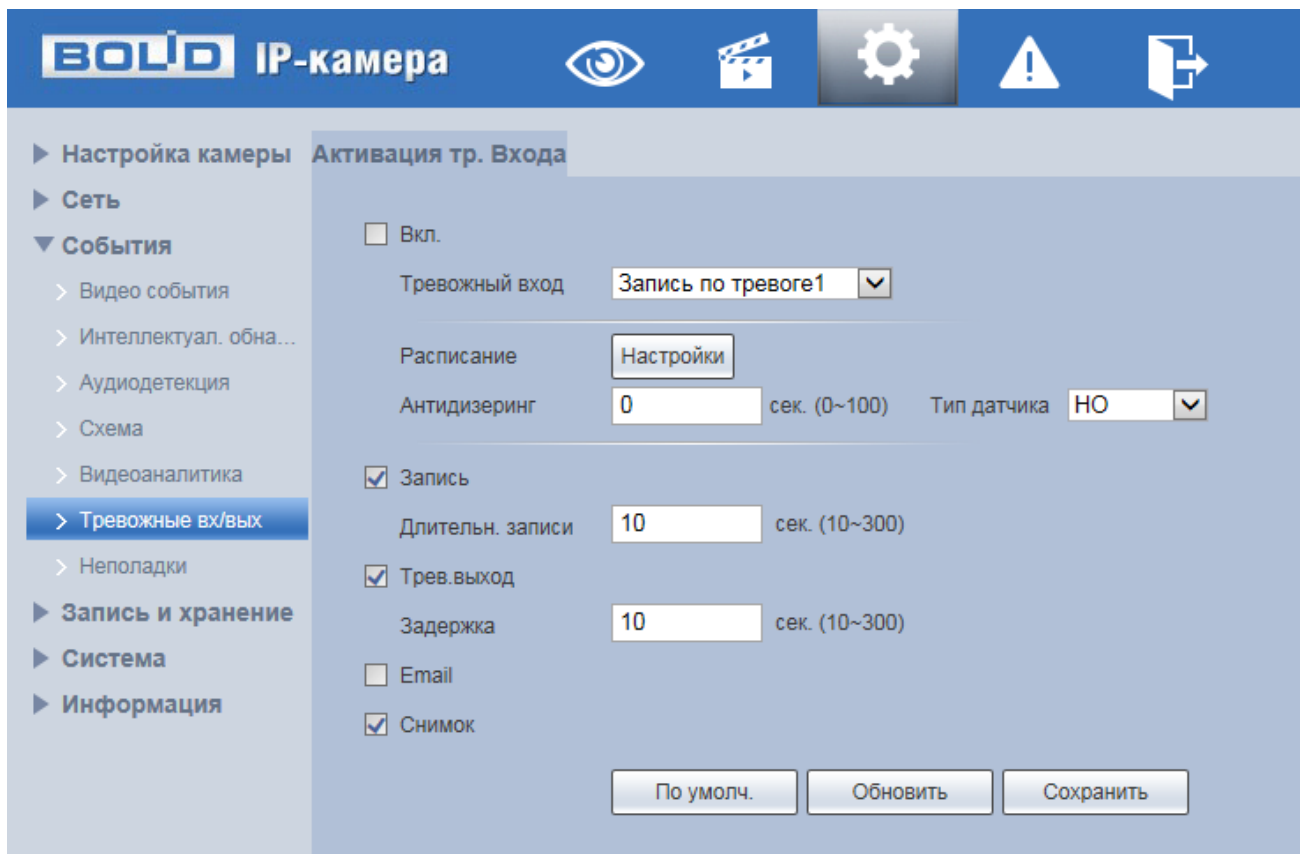 BOLID IP-камера
Настройка камеры
Сеть
События
Видео события
Интеллектуал. обна...
Аудиодетекция
Схема
Видеоаналитика
Тревожные вх/вых
Неполадки
Запись и хранение
Система
Информация
Активация тр. Входа
Вкл.
Тревожный вход Запись по тревоге1
Расписание Настройки
Антидизеринг 0 сек. (0~100) Тип датчика НО
Запись
Длительн. записи 10 сек. (10~300)
Трев.выход
Задержка 10 сек. (10~300)
Email
Снимок
По умолч. Обновить Сохранить